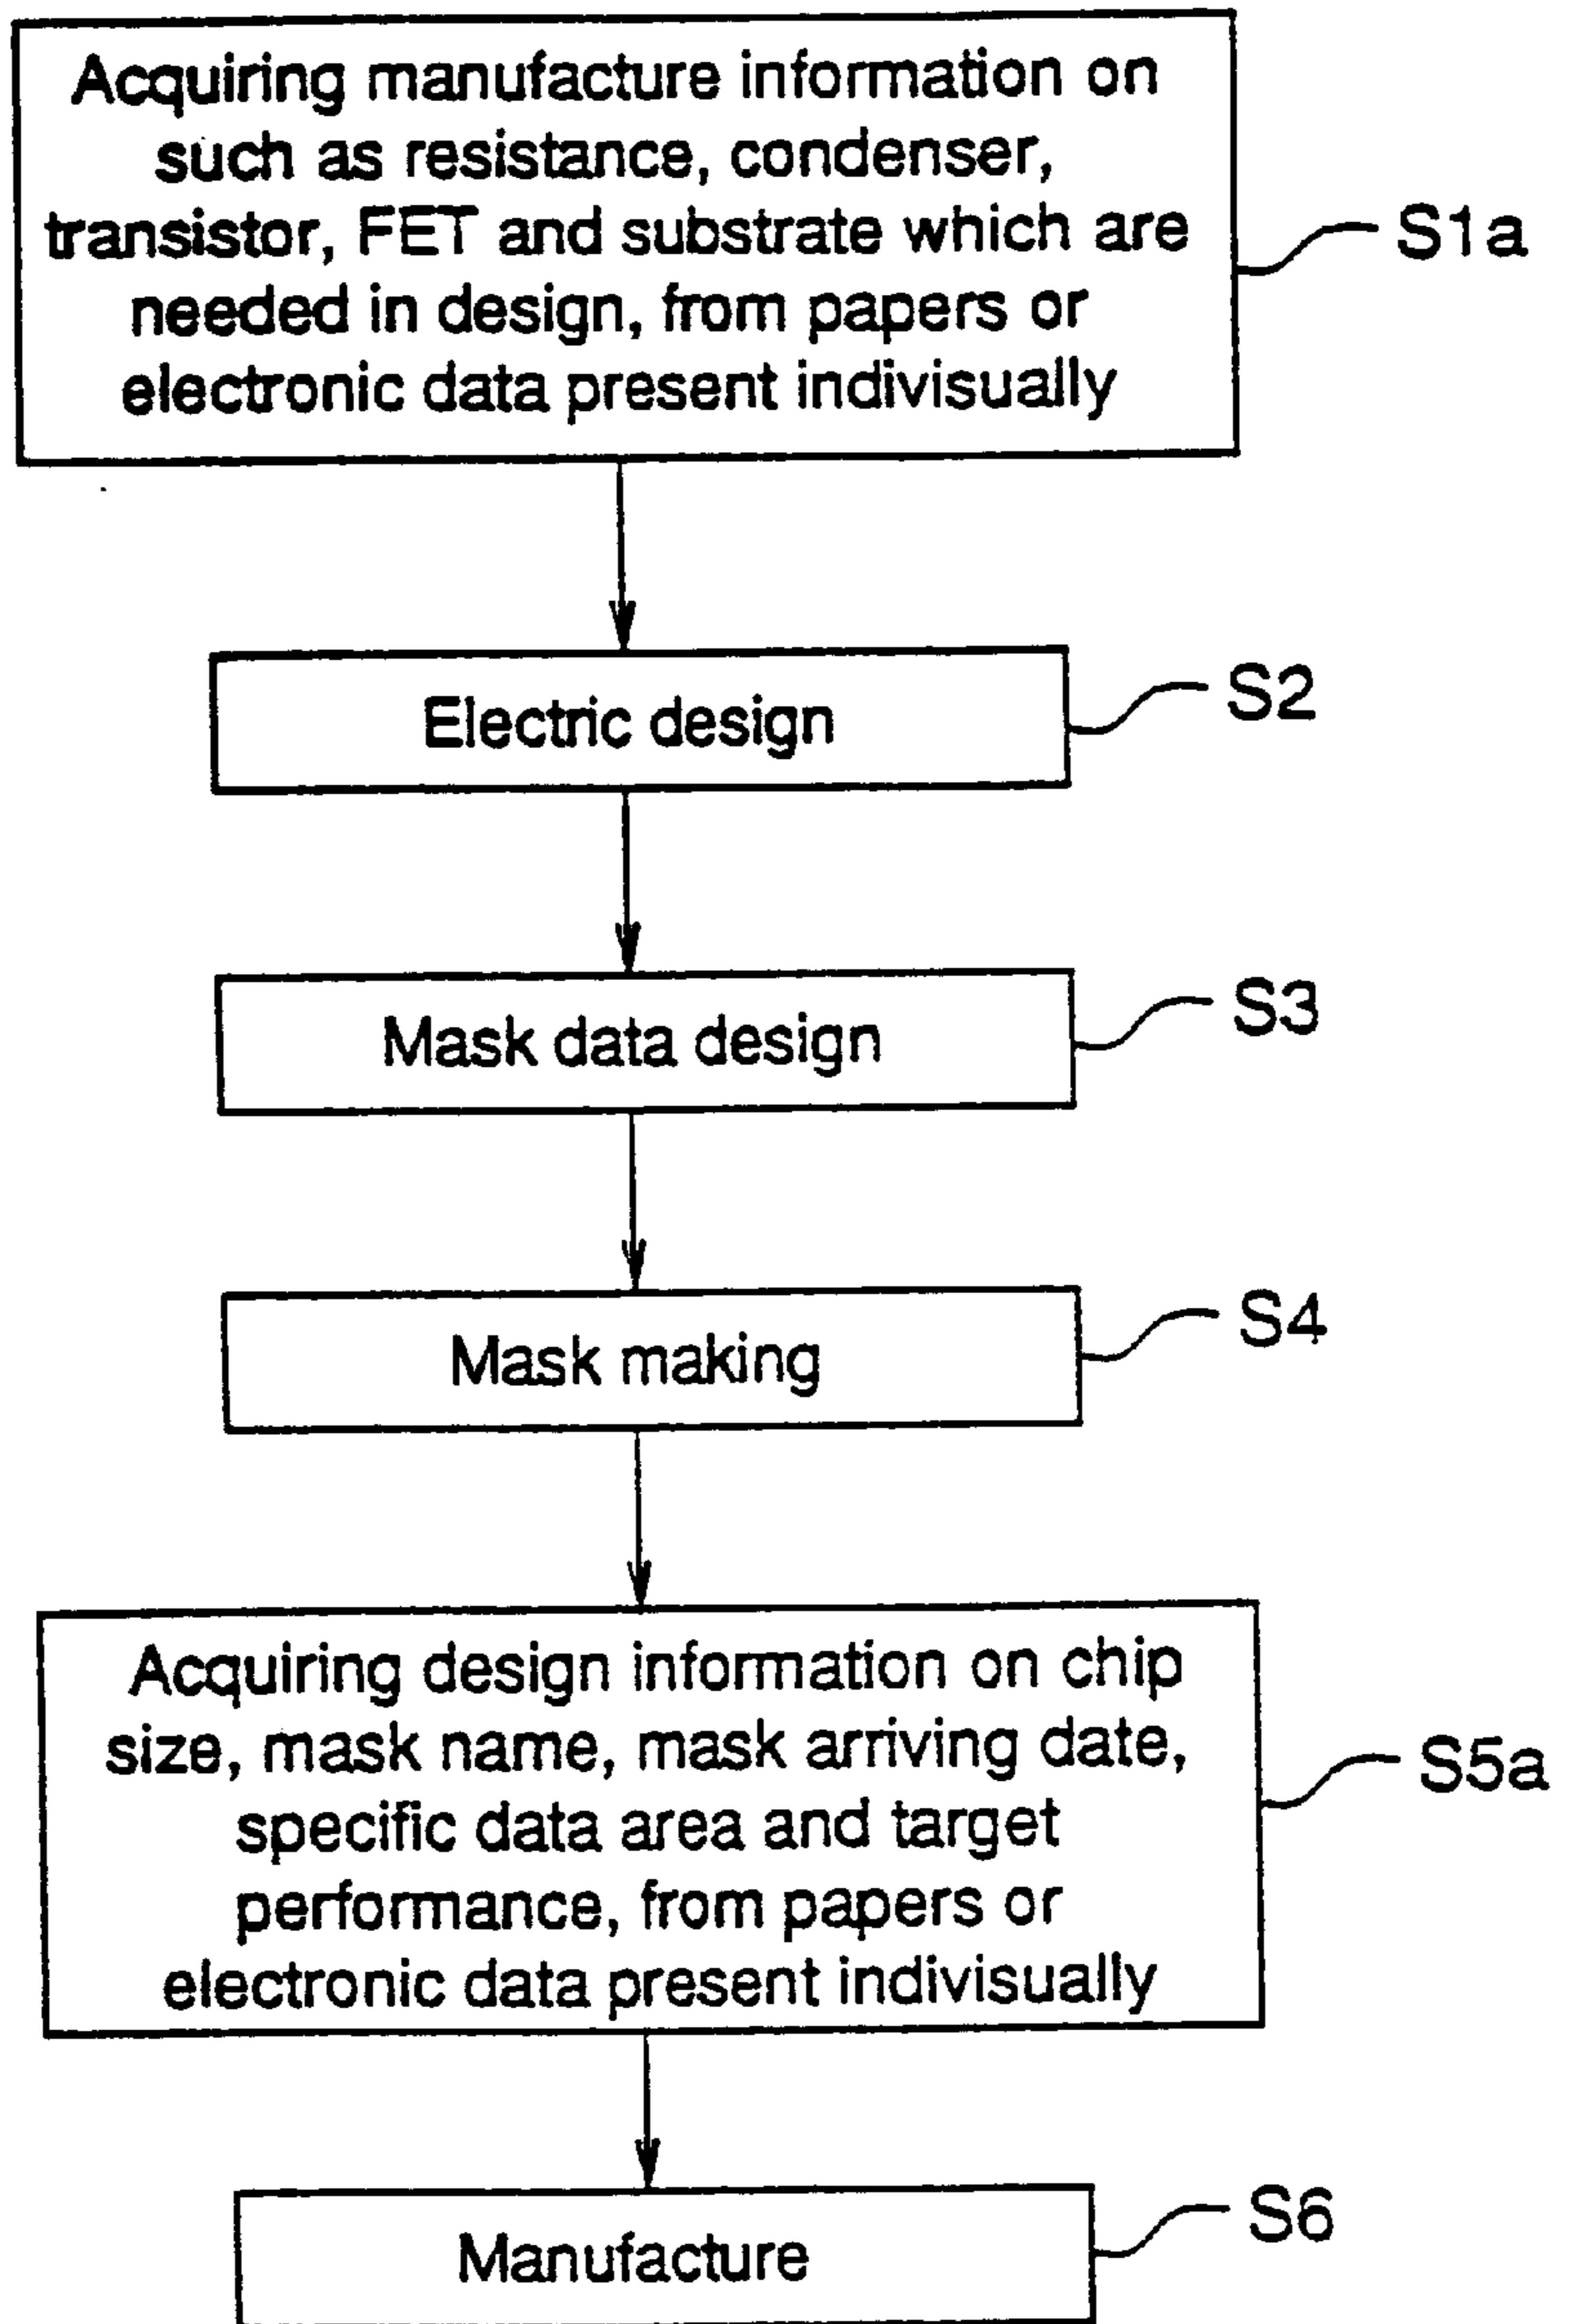 Acquiring manufacture information on
such as resistance, condenser,
transistor, FET and substrate which are
needed in design, from papers or
electronic data present indivisually
S1a
Electric design
S2
Mask data design
S3
Mask making
S4
Acquiring design information on chip
size, mask name, mask arriving date,
specific data area and target
performance, from papers or
electronic data present indivisually
S5a
Manufacture
S6